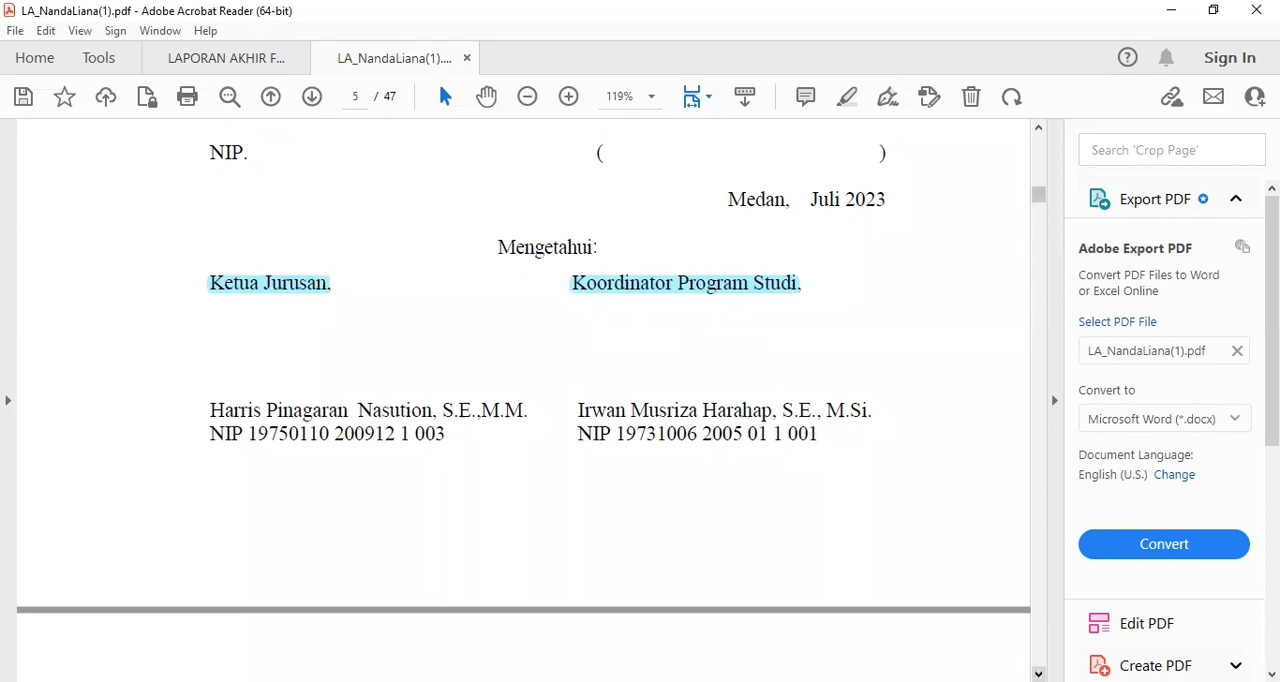 LA_NandaLiana(1).pdf - Adobe Acrobat Reader (64-bit)
File Edit View Sign Window Help
Home Tools LAPORAN AKHIR F... LA_NandaLiana(1).... × Sign In
5 / 47 119%
NIP. ( )
Medan, Juli 2023
Mengetahui:
Ketua Jurusan, Koordinator Program Studi,
Harris Pinagaran Nasution, S.E.,M.M. Irwan Musriza Harahap, S.E., M.Si.
NIP 19750110 200912 1 003 NIP 19731006 2005 01 1 001
Search 'Crop Page'
Export PDF
Adobe Export PDF
Convert PDF Files to Word
or Excel Online
Select PDF File
LA_NandaLiana(1).pdf
Convert to
Microsoft Word (*.docx)
Document Language:
English (U.S.) Change
Convert
Edit PDF
Create PDF